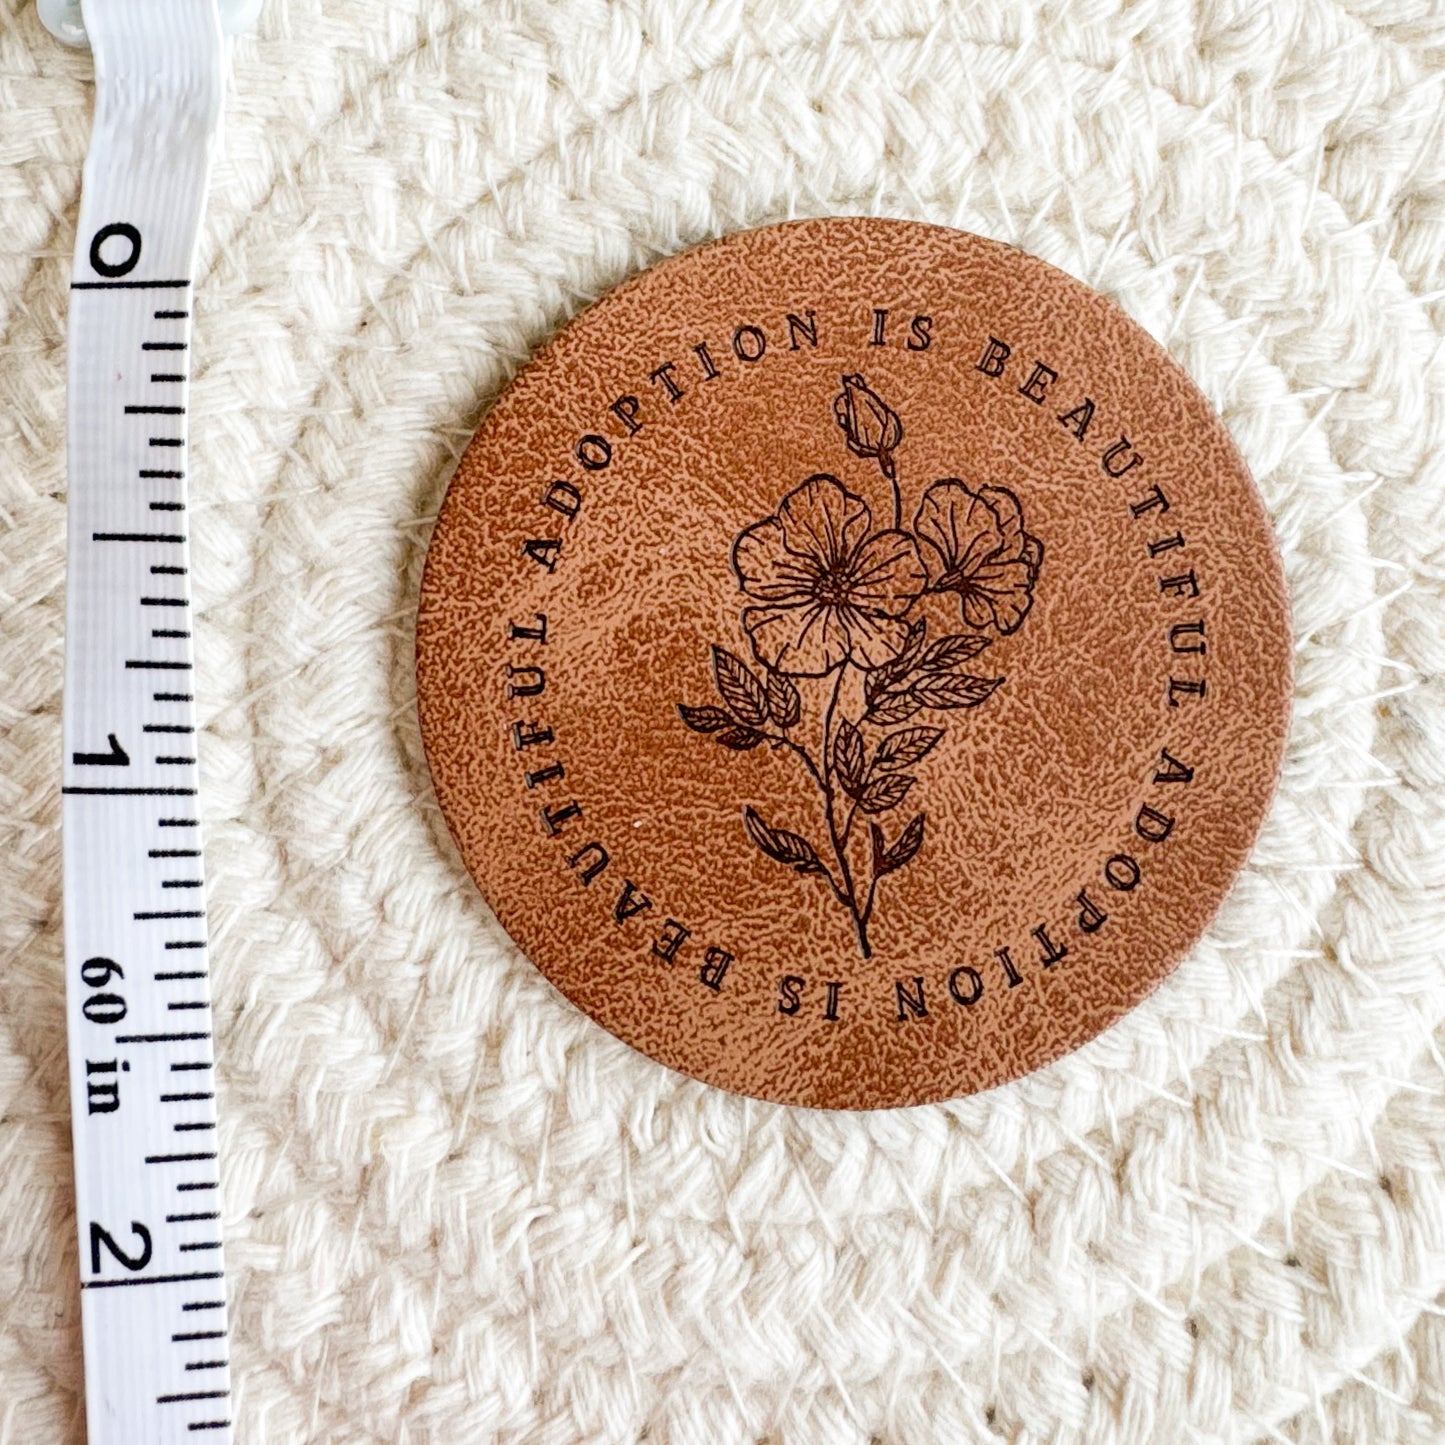 0
1
60 in
2
ADOPTION IS BEAUTIFUL ADOPTION IS BEAUTIFUL